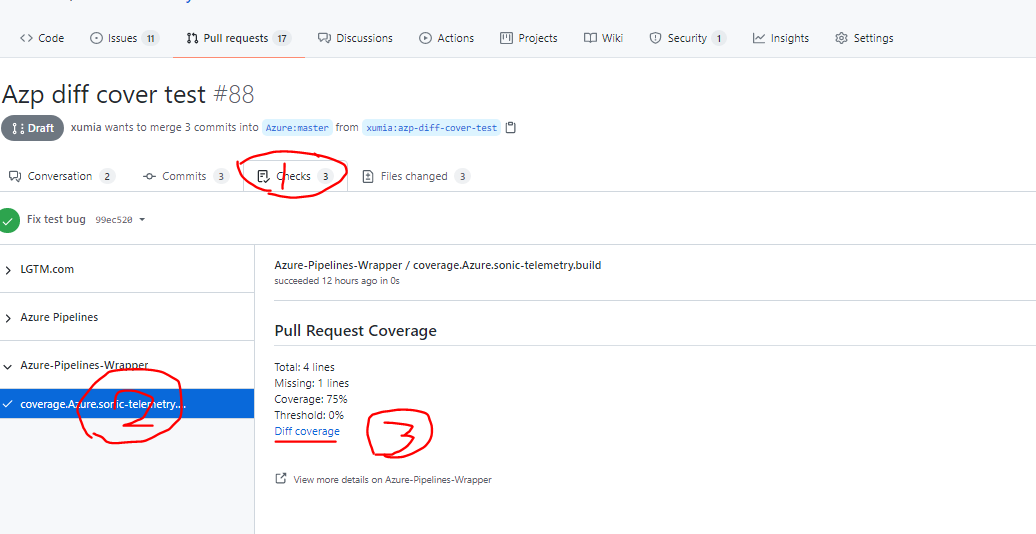 Code Issues 11 Pull requests 17 Discussions Actions Projects Wiki Security 1 Insights Settings
Azp diff cover test #88
Draft xumia wants to merge 3 commits into Azure:master from xumia:azp-diff-cover-test
Conversation 2 Commits 3 Checks 3 Files changed 3
1
Fix test bug 99ec520
LGTM.com
Azure Pipelines
Azure-Pipelines-Wrapper
coverage.Azure.sonic-telemetry...
2
Azure-Pipelines-Wrapper / coverage.Azure.sonic-telemetry.build
succeeded 12 hours ago in 0s
Pull Request Coverage
Total: 4 lines
Missing: 1 lines
Coverage: 75%
Threshold: 0%
Diff coverage
3
View more details on Azure-Pipelines-Wrapper